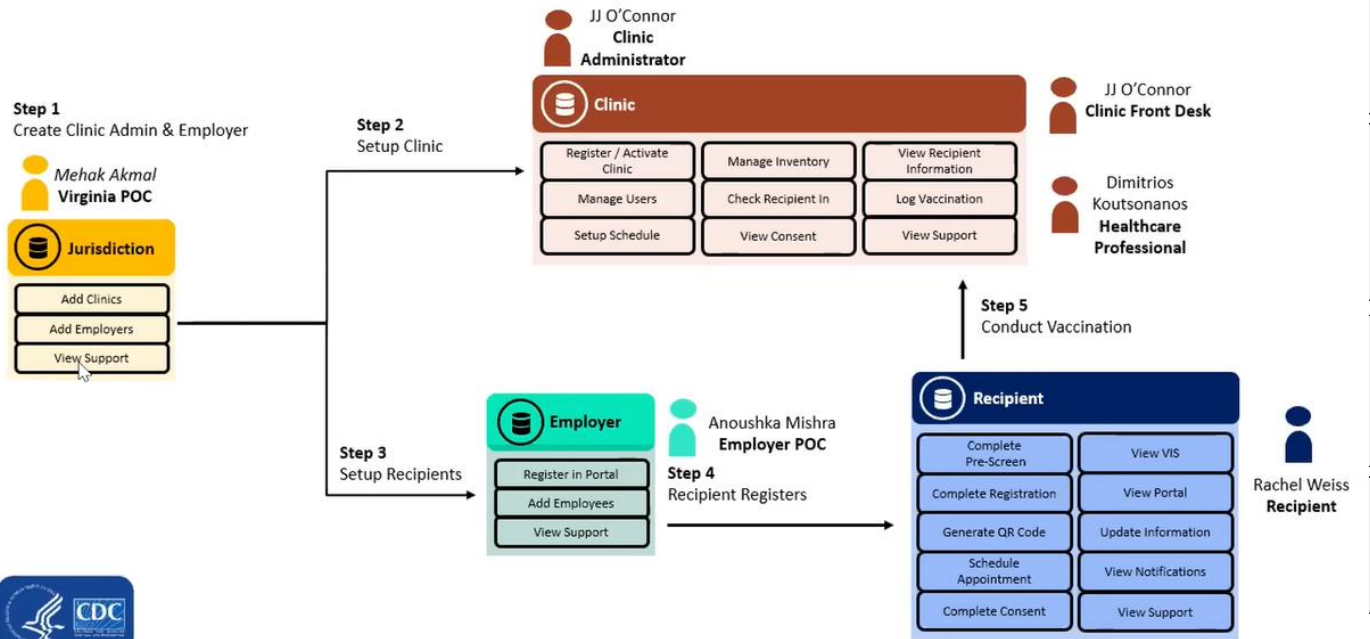 JJ O'Connor
Clinic
Administrator
Step 1
Create Clinic Admin & Employer
Mehak Akmal
Virginia POC
Jurisdiction
Add Clinics
Add Employers
View Support
Step 2
Setup Clinic
Clinic
Register / Activate
Clinic
Manage Inventory
View Recipient
Information
Manage Users
Check Recipient In
Log Vaccination
Setup Schedule
View Consent
View Support
JJ O'Connor
Clinic Front Desk
Dimitrios
Koutsonanos
Healthcare
Professional
Step 3
Setup Recipients
Employer
Register in Portal
Add Employees
View Support
Anoushka Mishra
Employer POC
Step 4
Recipient Registers
Step 5
Conduct Vaccination
Recipient
Complete
Pre-Screen
View VIS
Complete Registration
View Portal
Generate QR Code
Update Information
Schedule
Appointment
View Notifications
Complete Consent
View Support
Rachel Weiss
Recipient
CDC